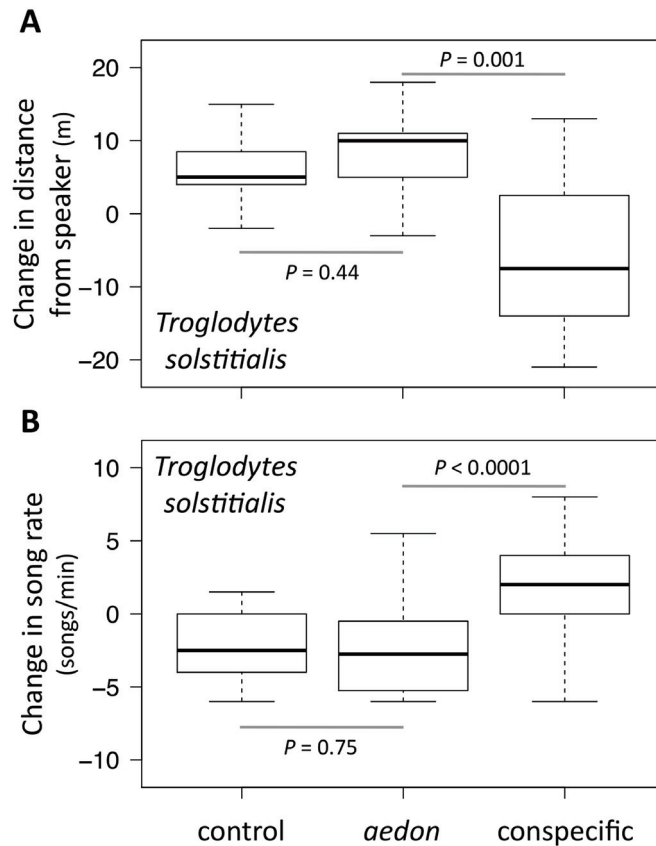 A
Change in distance
from speaker (m)
20
10
0
−10
−20
P = 0.001
P = 0.44
Troglodytes
solstitialis
B
Change in song rate
(songs/min)
10
5
0
−5
−10
Troglodytes
solstitialis
P < 0.0001
P = 0.75
control
aedon
conspecific